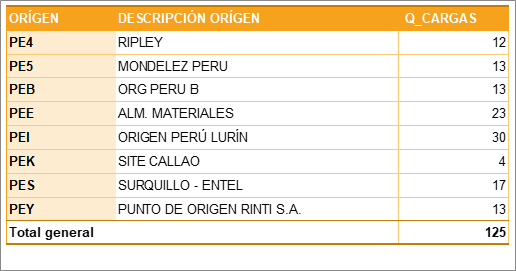 ORÍGEN DESCRIPCIÓN ORÍGEN Q_CARGAS
PE4 RIPLEY 12
PE5 MONDELEZ PERU 13
PEB ORG PERU B 13
PEE ALM. MATERIALES 23
PEI ORIGEN PERÚ LURÍN 30
PEK SITE CALLAO 4
PES SURQUILLO - ENTEL 17
PEY PUNTO DE ORIGEN RINTI S.A. 13
Total general 125